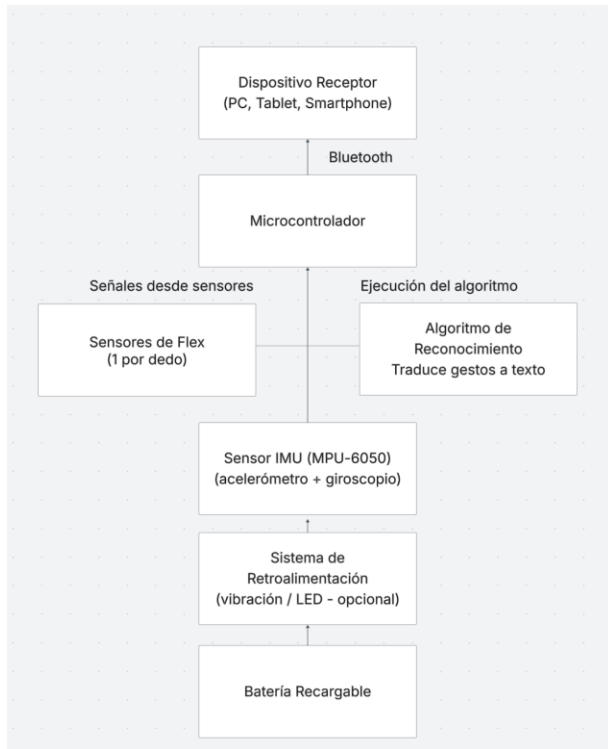 Dispositivo Receptor
(PC, Tablet, Smartphone)
Bluetooth
Microcontrolador
Señales desde sensores
Ejecución del algoritmo
Sensores de Flex
(1 por dedo)
Algoritmo de
Reconocimiento
Traduce gestos a texto
Sensor IMU (MPU-6050)
(acelerómetro + giroscopio)
Sistema de
Retroalimentación
(vibración / LED - opcional)
Batería Recargable